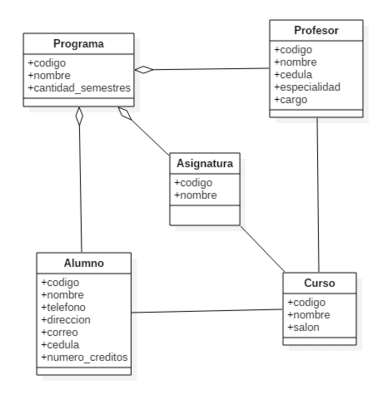 Programa
+codigo
+nombre
+cantidad_semestres
Profesor
+codigo
+nombre
+cedula
+especialidad
+cargo
Asignatura
+codigo
+nombre
Alumno
+codigo
+nombre
+telefono
+direccion
+correo
+cedula
+numero_creditos
Curso
+codigo
+nombre
+salon